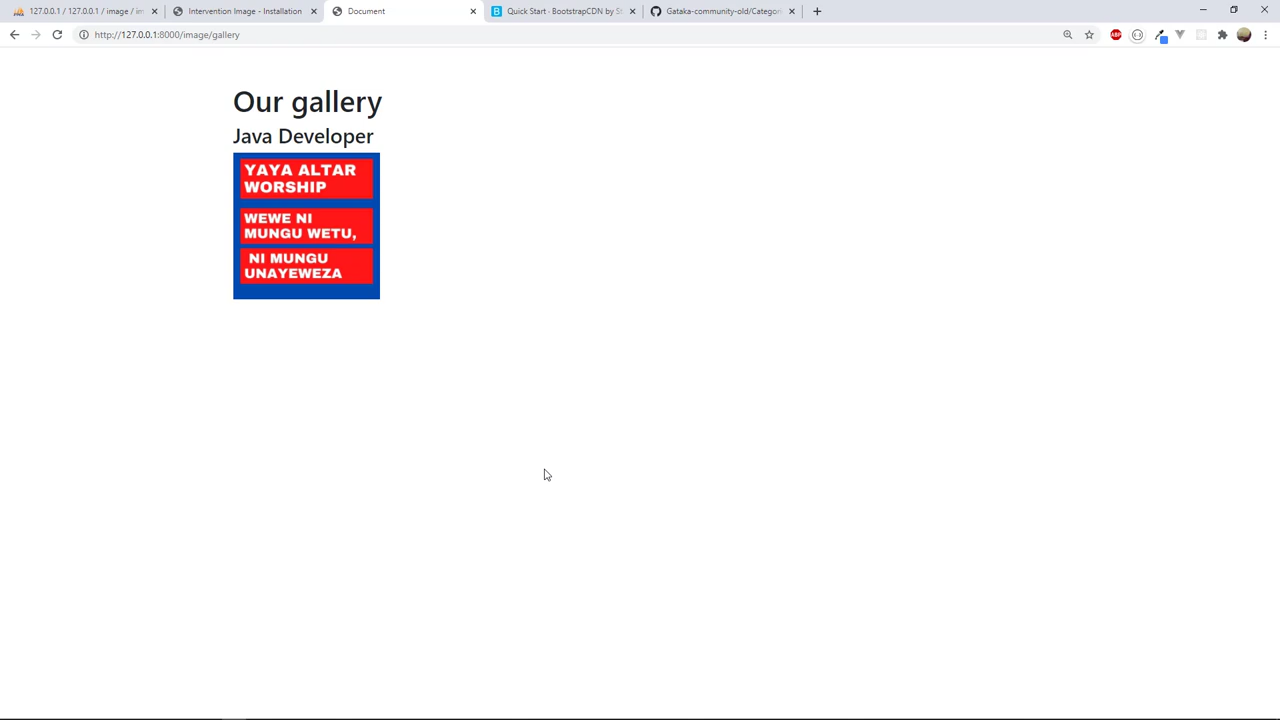 127.0.0.1 / 127.0.0.1 / image / im
Intervention Image - Installation
Document
Quick Start · BootstrapCDN by St
Gataka-community-old/Categori
http://127.0.0.1:8000/image/gallery
ABP
Our gallery
Java Developer
YAYA ALTAR
WORSHIP
WEWE NI
MUNGU WETU,
NI MUNGU
UNAYEWEZA